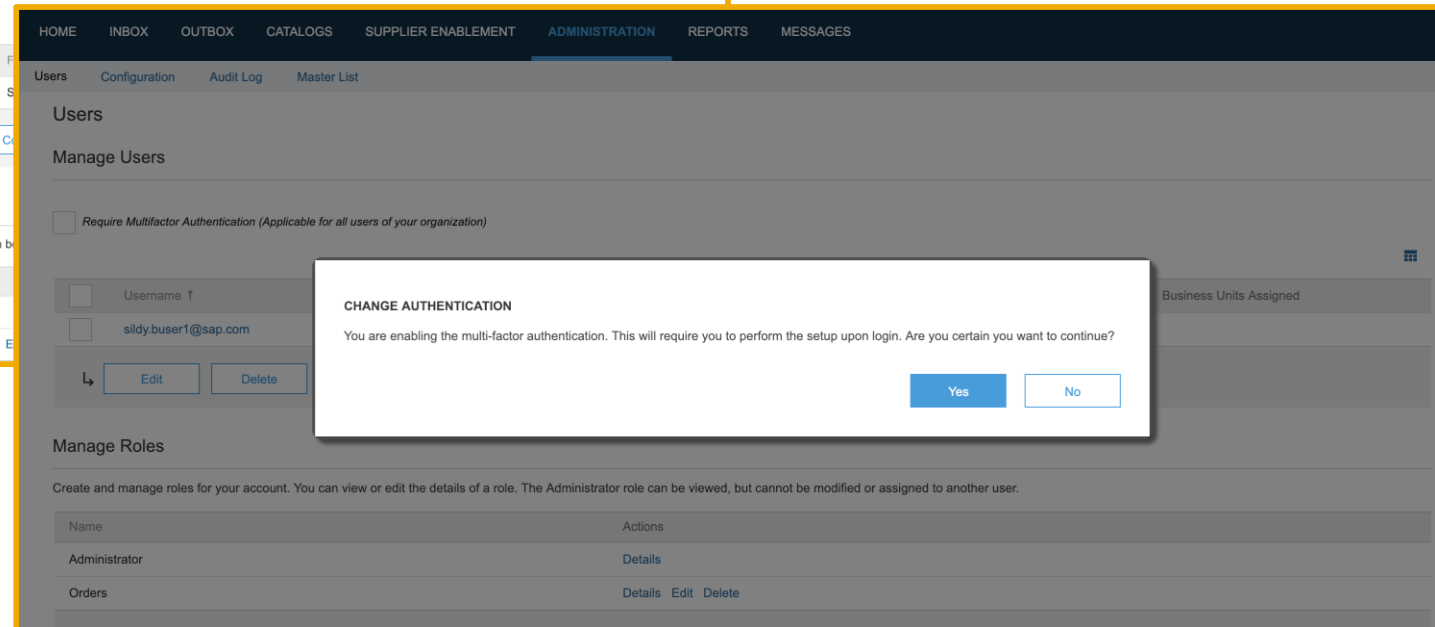 HOME INBOX OUTBOX CATALOGS SUPPLIER ENABLEMENT ADMINISTRATION REPORTS MESSAGES
Users Configuration Audit Log Master List
Users
Manage Users
Require Multifactor Authentication (Applicable for all users of your organization)
Username ↑ Business Units Assigned
sildy.buser1@sap.com
Edit Delete
CHANGE AUTHENTICATION
You are enabling the multi-factor authentication. This will require you to perform the setup upon login. Are you certain you want to continue?
Yes No
Manage Roles
Create and manage roles for your account. You can view or edit the details of a role. The Administrator role can be viewed, but cannot be modified or assigned to another user.
Name Actions
Administrator Details
Orders Details Edit Delete